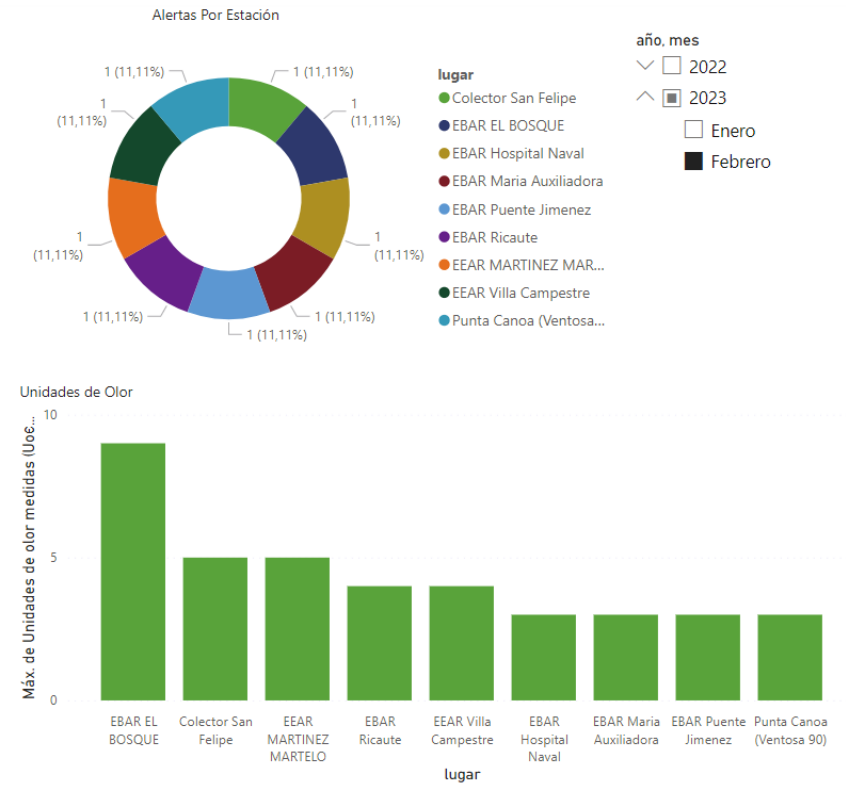 Alertas Por Estación
1 (11,11%)
1 (11,11%)
1
(11,11%)
1
(11,11%)
1
(11,11%)
1
(11,11%)
1 (11,11%)
1 (11,11%)
1 (11,11%)
lugar
Colector San Felipe
EBAR EL BOSQUE
EBAR Hospital Naval
EBAR Maria Auxiliadora
EBAR Puente Jimenez
EBAR Ricaute
EEAR MARTINEZ MAR...
EEAR Villa Campestre
Punta Canoa (Ventosa...
año, mes
2022
2023
Enero
Febrero
Unidades de Olor
Máx. de Unidades de olor medidas (Uo€...
10
5
0
EBAR EL
BOSQUE
Colector San
Felipe
EEAR
MARTINEZ
MARTELO
EBAR
Ricaute
EEAR Villa
Campestre
EBAR
Hospital
Naval
EBAR Maria
Auxiliadora
EBAR Puente
Jimenez
Punta Canoa
(Ventosa 90)
lugar